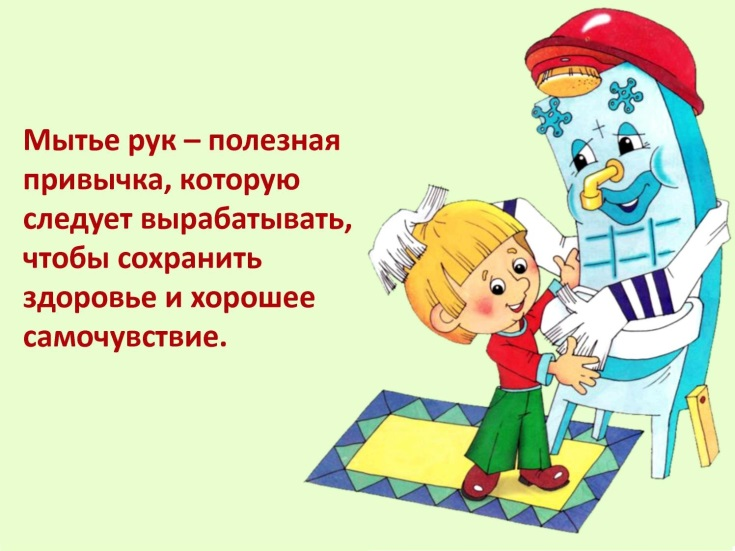 Мытье рук – полезная
привычка, которую
следует вырабатывать,
чтобы сохранить
здоровье и хорошее
самочувствие.